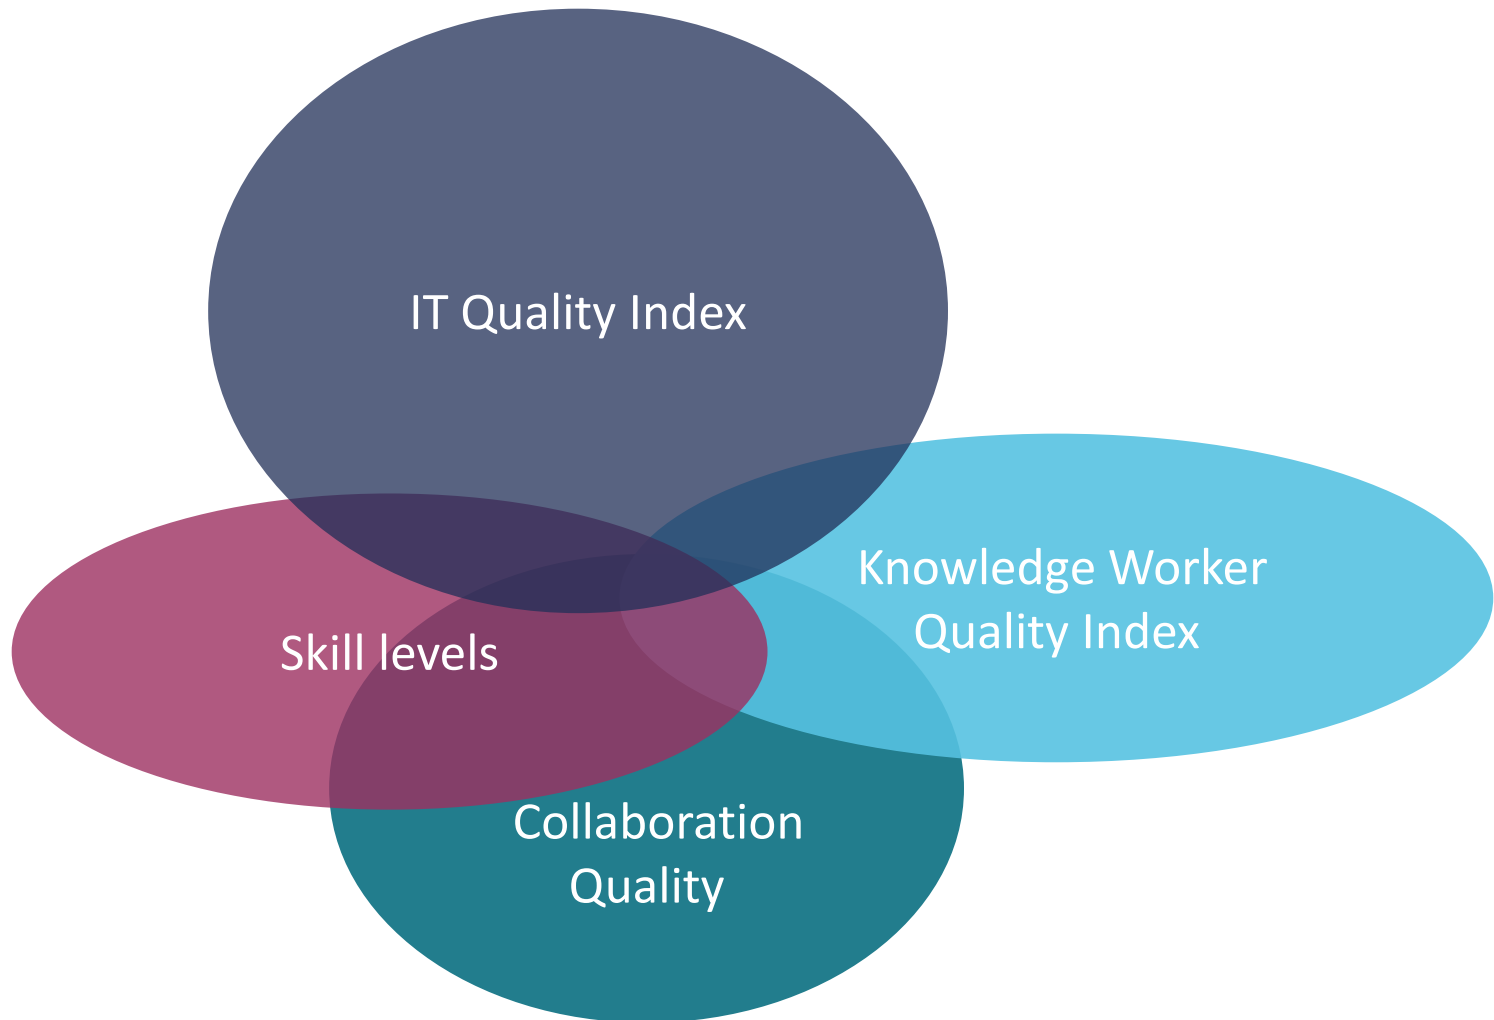 IT Quality Index
Knowledge Worker
Quality Index
Skill levels
Collaboration
Quality